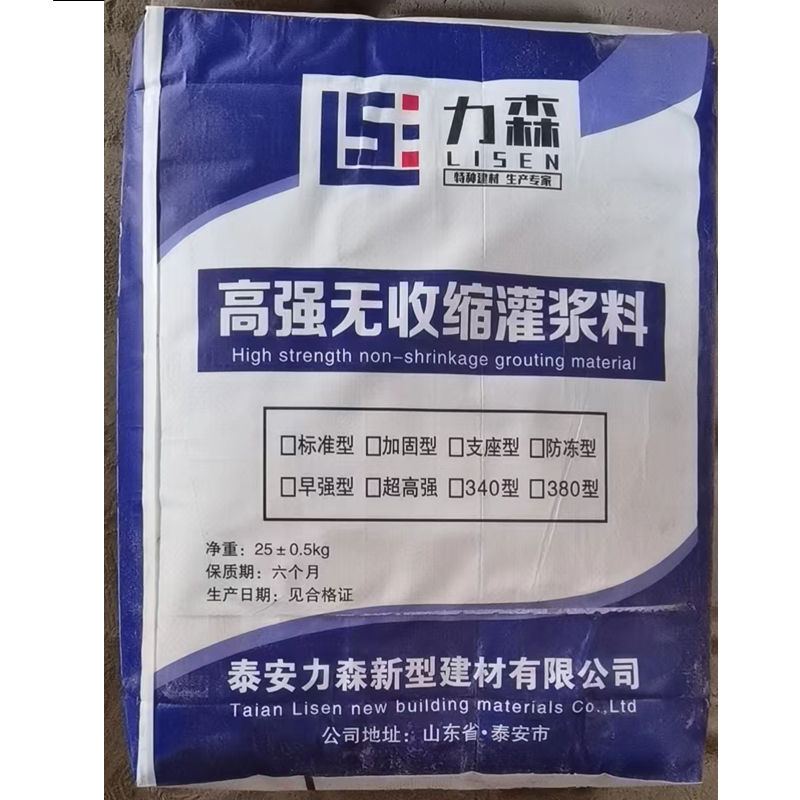 LS
力森
LISEN
特种建材 生产专家
高强无收缩灌浆料
High strength non-shrinkage grouting material
□标准型 □加固型 □支座型 □防冻型
□早强型 □超高强 □340型 □380型
净重：25±0.5kg
保质期：六个月
生产日期：见合格证
泰安力森新型建材有限公司
Taian Lisen new building materials Co.,Ltd
公司地址：山东省·泰安市